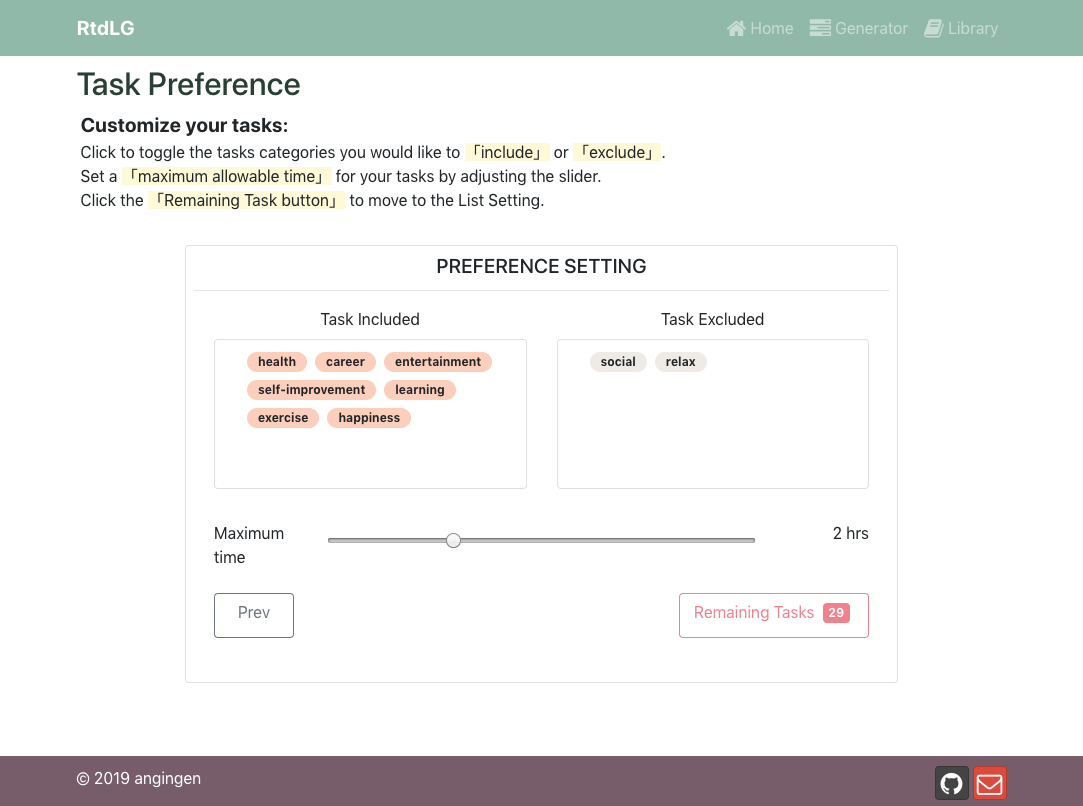 RtdLG
Home Generator Library
Task Preference
Customize your tasks:
Click to toggle the tasks categories you would like to 「include」 or 「exclude」.
Set a 「maximum allowable time」 for your tasks by adjusting the slider.
Click the 「Remaining Task button」 to move to the List Setting.
PREFERENCE SETTING
Task Included
health career entertainment
self-improvement learning
exercise happiness
Task Excluded
social relax
Maximum
time
2 hrs
Prev
Remaining Tasks 29
© 2019 angingen